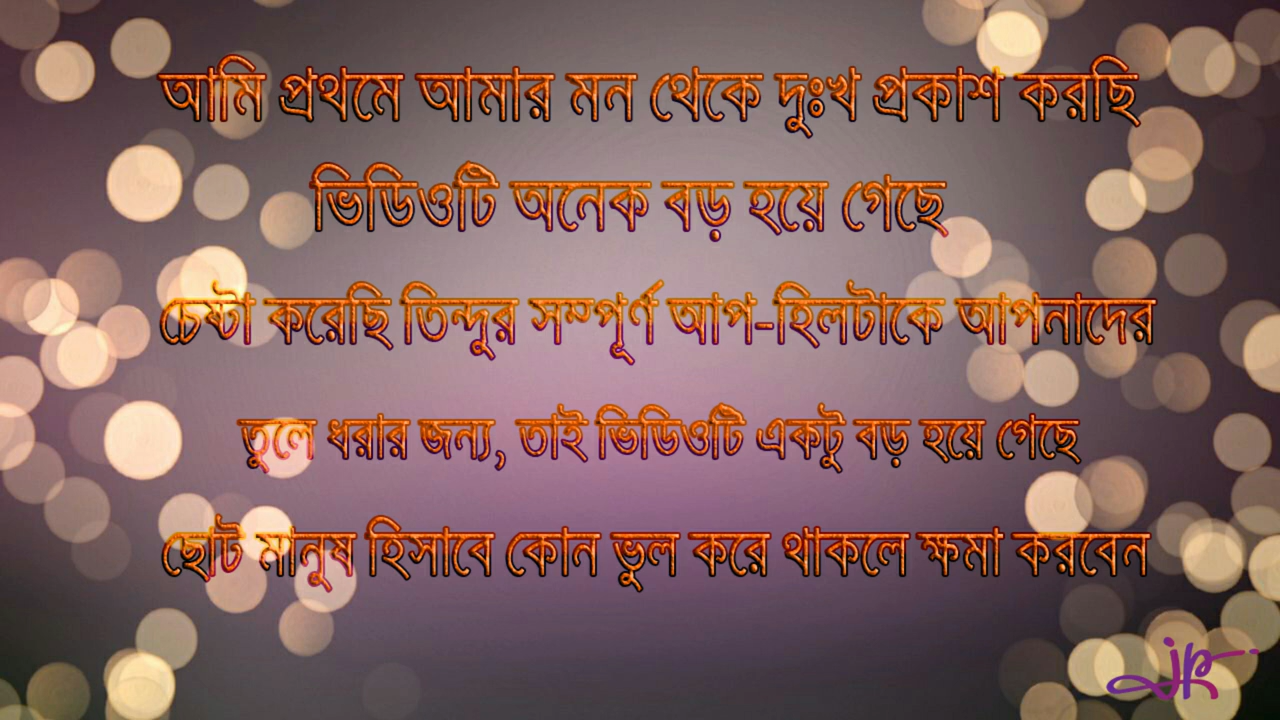 আমি প্রথমে আমার মন থেকে দুঃখ প্রকাশ করছি
ভিডিওটি অনেক বড় হয়ে গেছে
চেষ্টা করেছি তিন্দুর সম্পূর্ণ আপ-হিলটাকে আপনাদের
তুলে ধরার জন্য, তাই ভিডিওটি একটু বড় হয়ে গেছে
ছোট মানুষ হিসাবে কোন ভুল করে থাকলে ক্ষমা করবেন